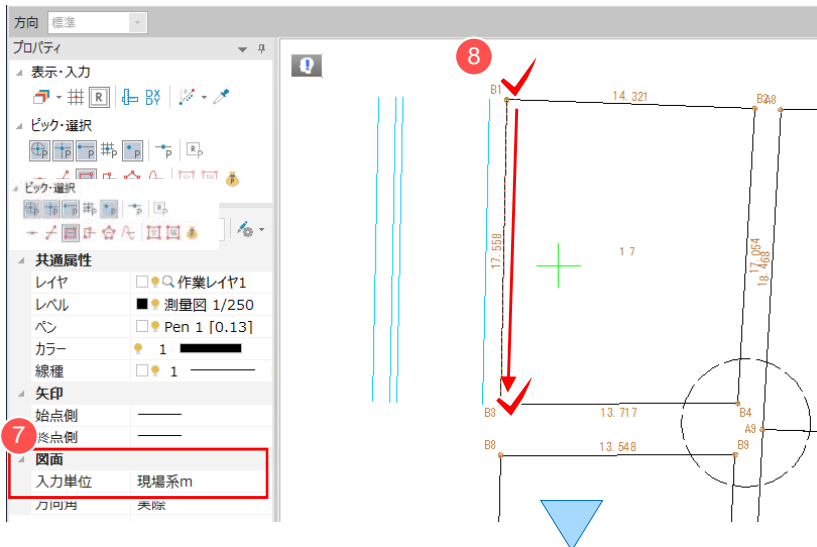 方向 標準
プロパティ
表示・入力
R DX DY
ピック・選択
P P P P P P R P
P
ピック・選択
P P P P P P R P
P
共通属性
レイヤ 作業レイヤ1
レベル 測量図 1/250
ペン Pen 1 [0.13]
カラー 1
線種 1
矢印
始点側
7
終点側
図面
入力単位 現場系m
方向角 実際
8
B1
14.321
B2
A8
17.558
17
17.054
18.468
B3
13.717
B4
A9
B8
13.548
B9